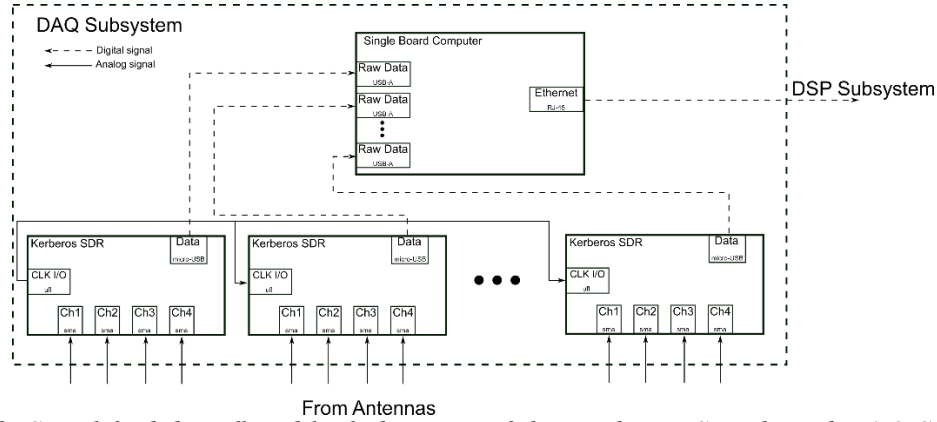 DAQ Subsystem
Digital signal
Analog signal
Single Board Computer
Raw Data
USB-A
Raw Data
USB-A
Raw Data
USB-A
Ethernet
RJ-45
DSP Subsystem
Kerberos SDR
Data
micro-USB
CLK I/O
ufl
Ch1
sma
Ch2
sma
Ch3
sma
Ch4
sma
Kerberos SDR
Data
micro-USB
CLK I/O
ufl
Ch1
sma
Ch2
sma
Ch3
sma
Ch4
sma
Kerberos SDR
Data
micro-USB
CLK I/O
ufl
Ch1
sma
Ch2
sma
Ch3
sma
Ch4
sma
From Antennas